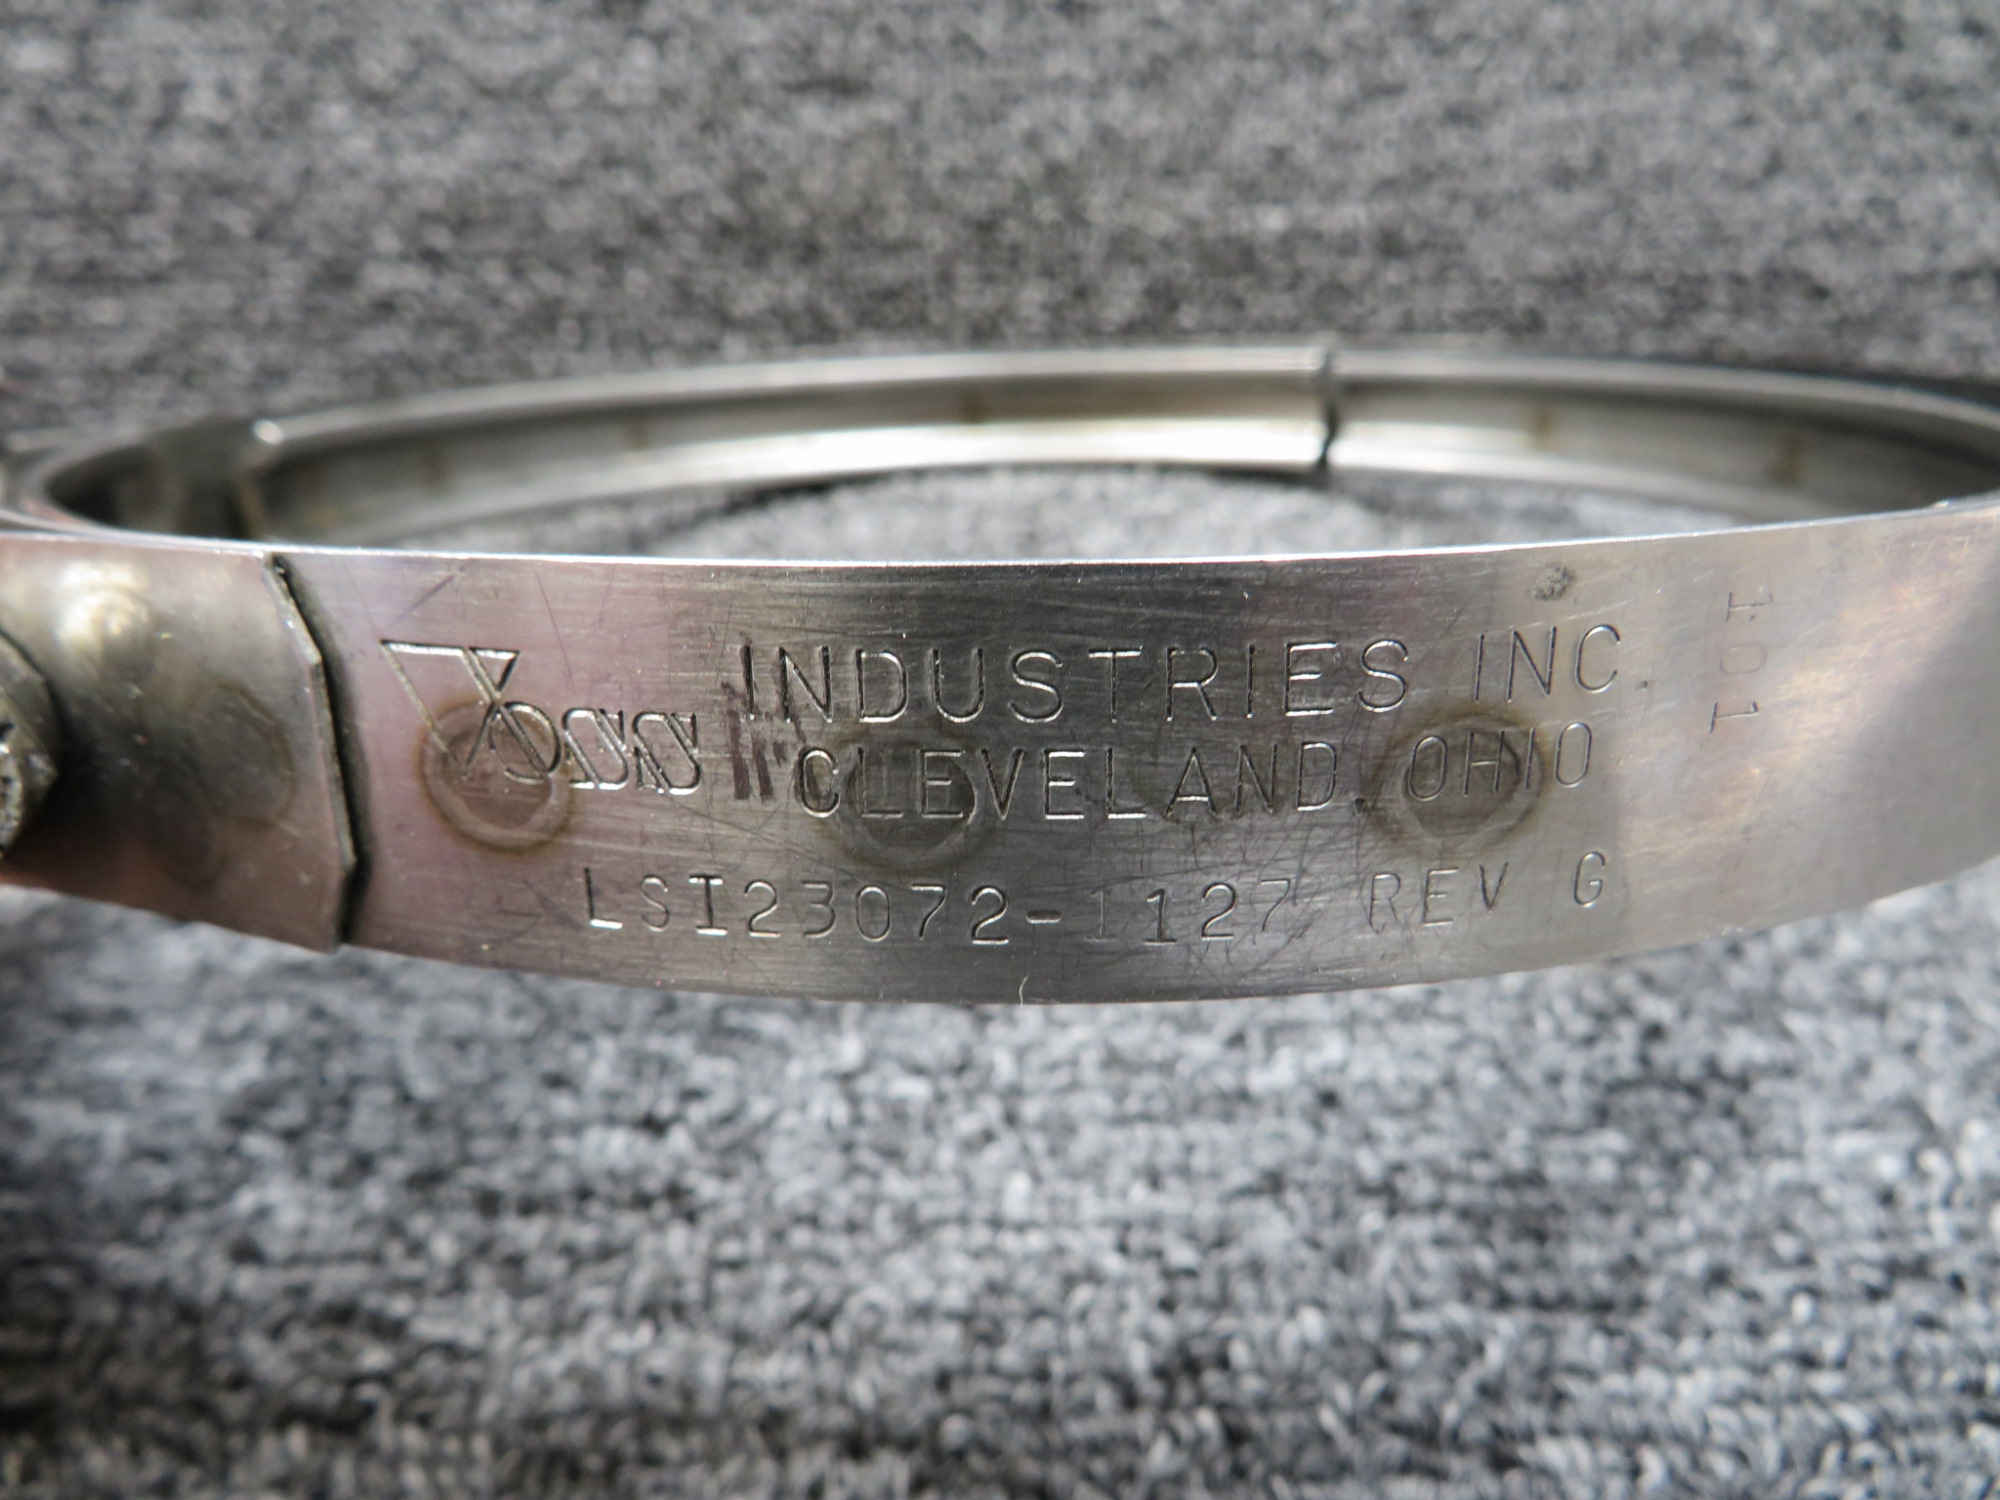 Voss INDUSTRIES INC.
CLEVELAND, OHIO
LSI23072-1127 REV G
101